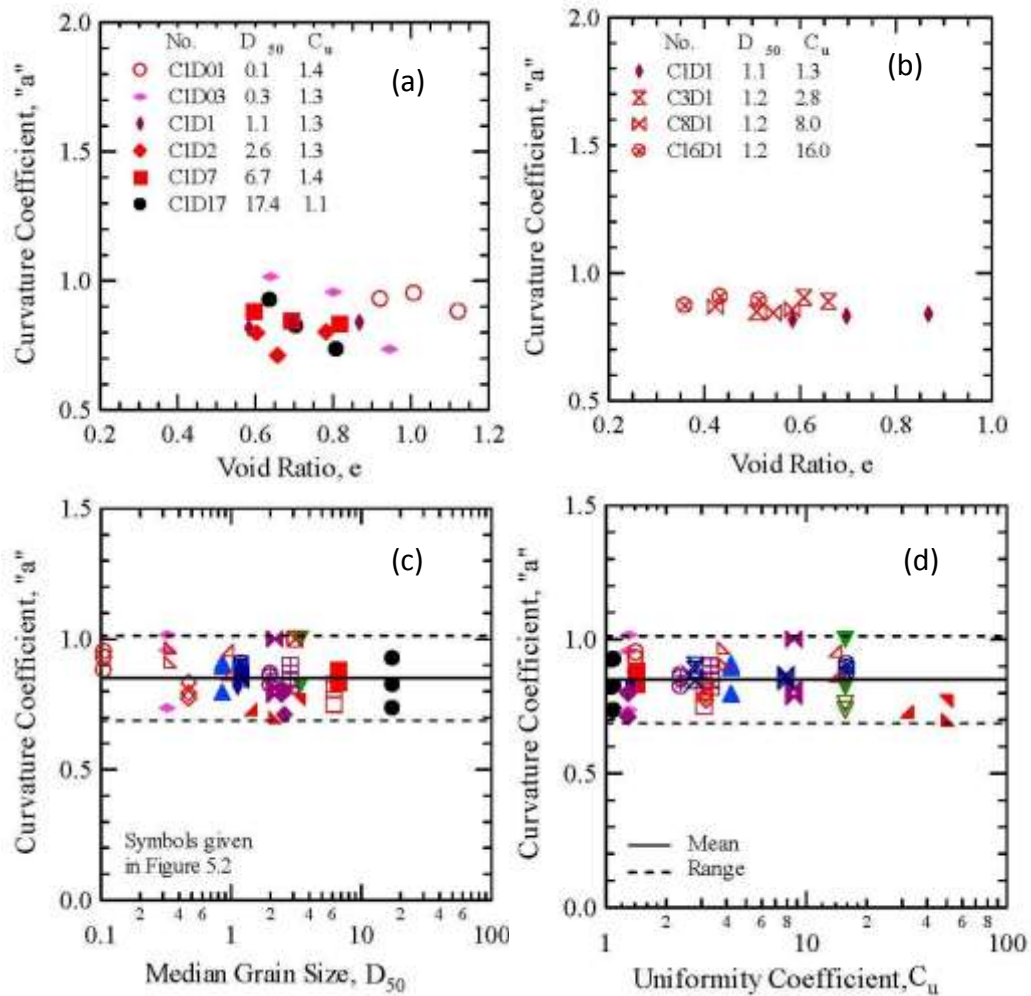 2.0
1.5
1.0
0.5
Curvature Coefficient, "a"
No. D 50 C u
C1D01 0.1 1.4
C1D03 0.3 1.3
C1D1 1.1 1.3
C1D2 2.6 1.3
C1D7 6.7 1.4
C1D17 17.4 1.1
(a)
0.2 0.4 0.6 0.8 1.0 1.2
Void Ratio, e
2.0
1.5
1.0
0.5
Curvature Coefficient, "a"
No. D 50 C u
C1D1 1.1 1.3
C3D1 1.2 2.8
C8D1 1.2 8.0
C16D1 1.2 16.0
(b)
0.2 0.4 0.6 0.8 1.0
Void Ratio, e
1.5
1.0
0.5
0.0
Curvature Coefficient, "a"
(c)
Symbols given
in Figure 5.2
2 4 6 2 4 6 2 4 6
0.1 1 10 100
Median Grain Size, D50
1.5
1.0
0.5
0.0
Curvature Coefficient, "a"
(d)
Mean
Range
2 4 6 8 2 4 6 8
1 10 100
Uniformity Coefficient,Cu